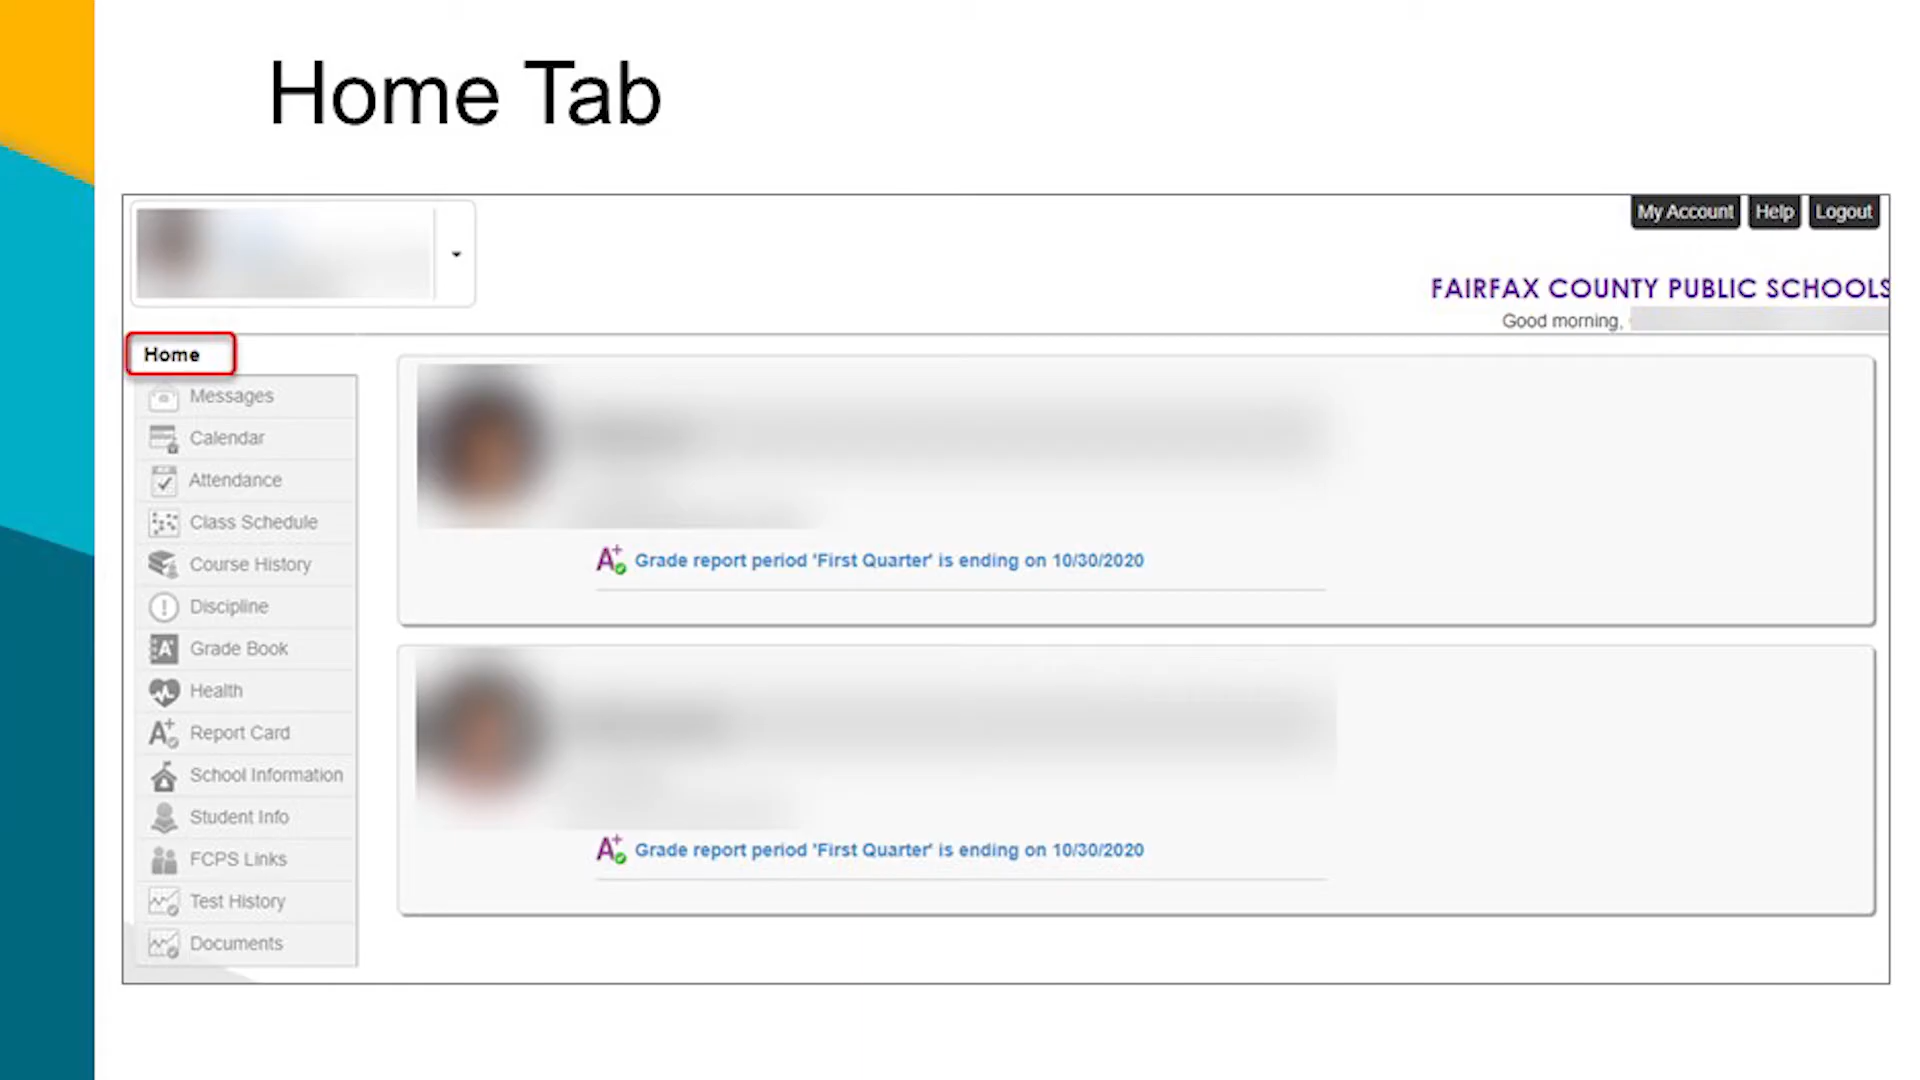 Home Tab
My Account Help Logout
FAIRFAX COUNTY PUBLIC SCHOOLS
Good morning,
Home
Messages
Calendar
Attendance
Class Schedule
Course History
Discipline
Grade Book
Health
Report Card
School Information
Student Info
FCPS Links
Test History
Documents
Grade report period 'First Quarter' is ending on 10/30/2020
Grade report period 'First Quarter' is ending on 10/30/2020